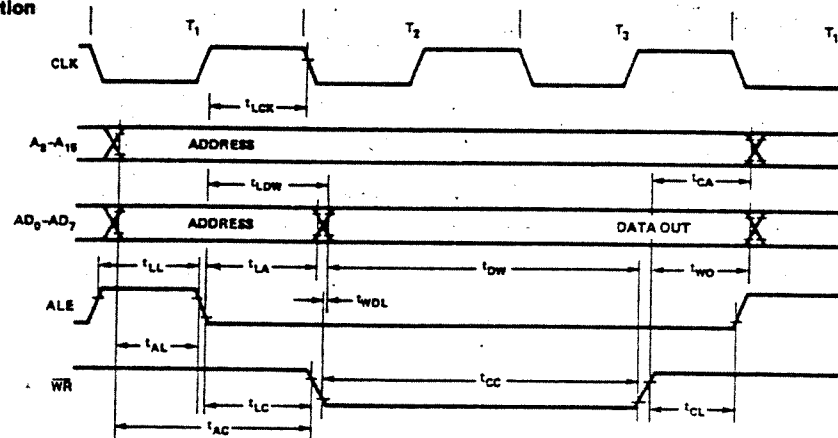 tion
T1 T2 T3 T1
CLK
tLCK
A8-A15 ADDRESS
tLDW tCA
AD0-AD7 ADDRESS DATA OUT
tLL tLA tDW tWD
ALE tWDL
tAL
WR tCC
tLC tCL
tAC